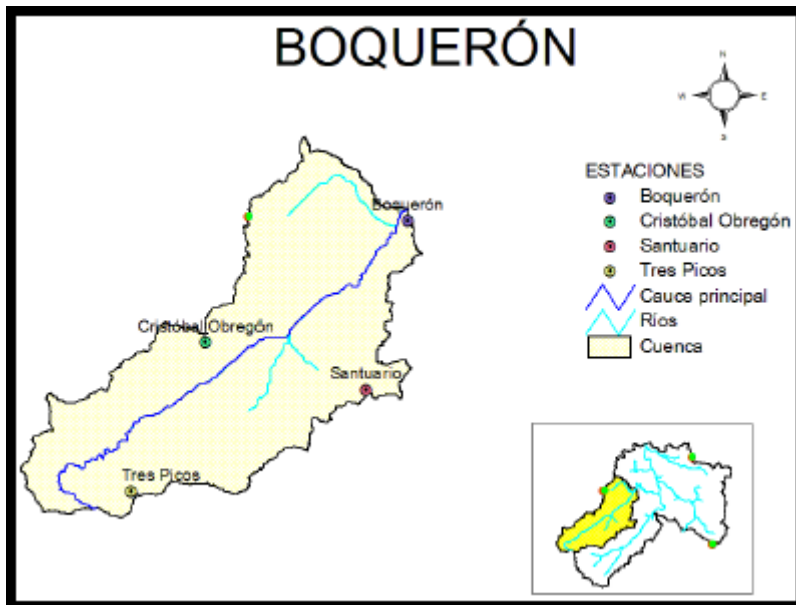 BOQUERÓN
N
W E
S
ESTACIONES
Boquerón
Cristóbal Obregón
Santuario
Tres Picos
Cauce principal
Ríos
Cuenca
Boquerón
Cristóbal Obregón
Santuario
Tres Picos